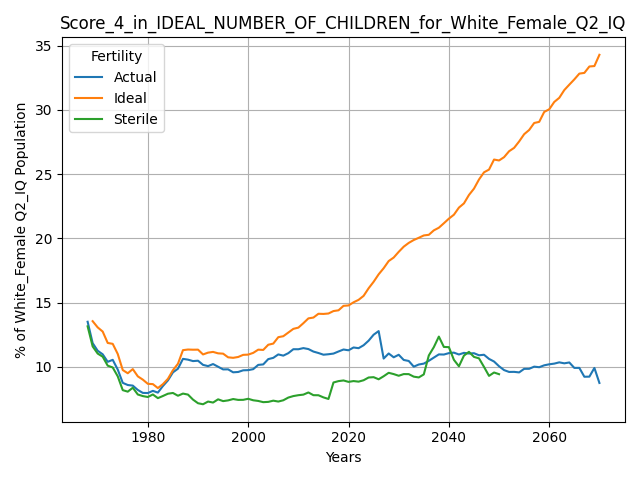 Score_4_in_IDEAL_NUMBER_OF_CHILDREN_for_White_Female_Q2_IQ
% of White_Female Q2_IQ Population
35
30
25
20
15
10
Fertility
Actual
Ideal
Sterile
1980
2000
2020
2040
2060
Years